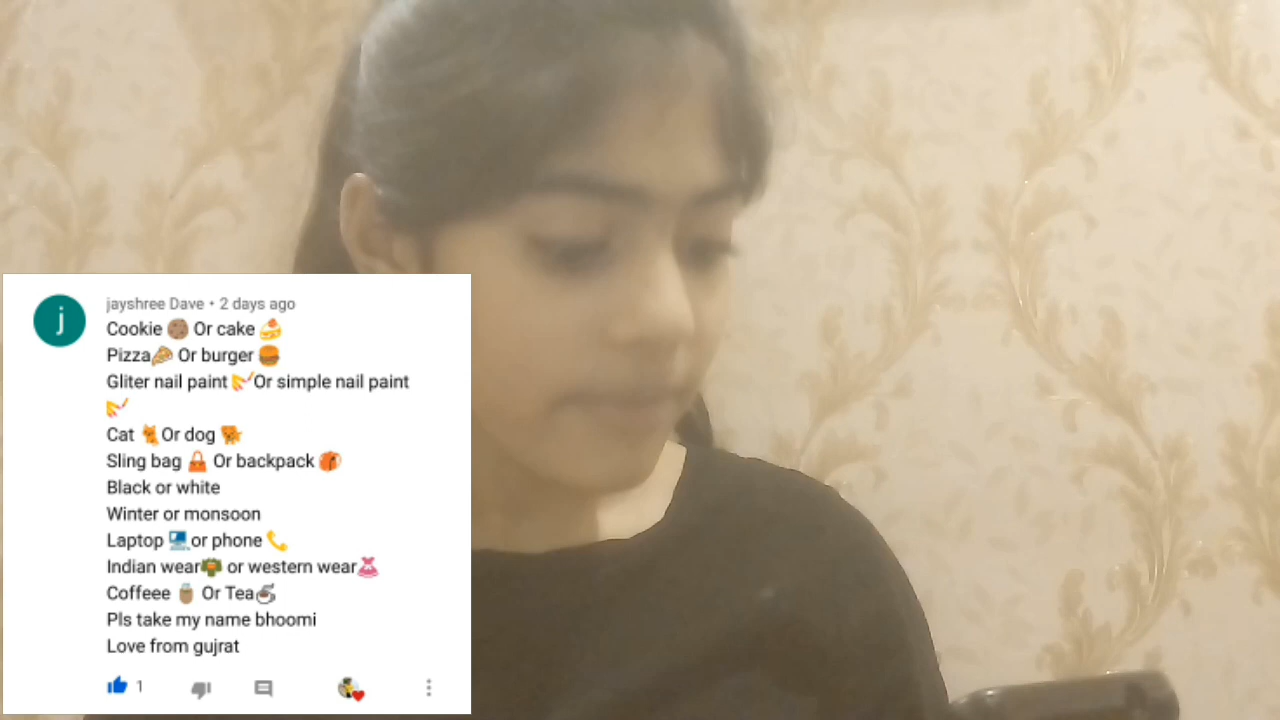 j
jayshree Dave • 2 days ago
Cookie 🍪 Or cake 🍰
Pizza🍕 Or burger 🍔
Gliter nail paint 💅Or simple nail paint
💅
Cat 🐈Or dog 🐕
Sling bag 👜 Or backpack 🎒
Black or white
Winter or monsoon
Laptop 💻or phone 📞
Indian wear🥻 or western wear👗
Coffeee 🥤 Or Tea☕
Pls take my name bhoomi
Love from gujrat
1